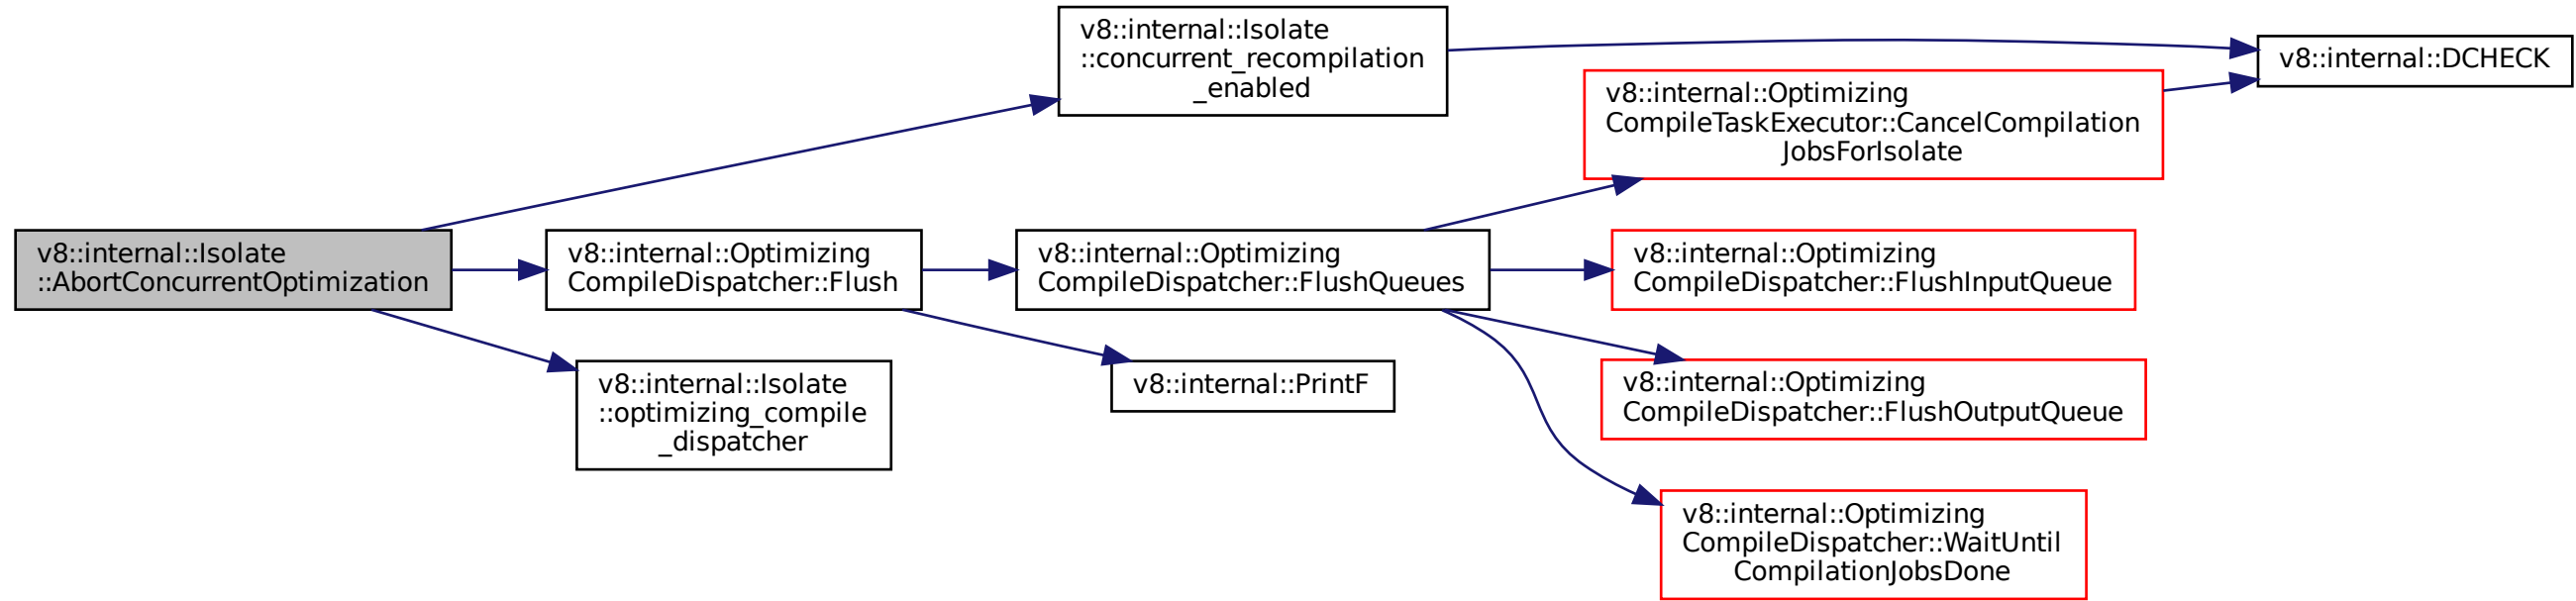 v8::internal::Isolate
::AbortConcurrentOptimization
v8::internal::Isolate
::concurrent_recompilation
_enabled
v8::internal::DCHECK
v8::internal::Optimizing
CompileDispatcher::Flush
v8::internal::Optimizing
CompileDispatcher::FlushQueues
v8::internal::Optimizing
CompileTaskExecutor::CancelCompilation
JobsForIsolate
v8::internal::Optimizing
CompileDispatcher::FlushInputQueue
v8::internal::Optimizing
CompileDispatcher::FlushOutputQueue
v8::internal::Optimizing
CompileDispatcher::WaitUntil
CompilationJobsDone
v8::internal::PrintF
v8::internal::Isolate
::optimizing_compile
_dispatcher